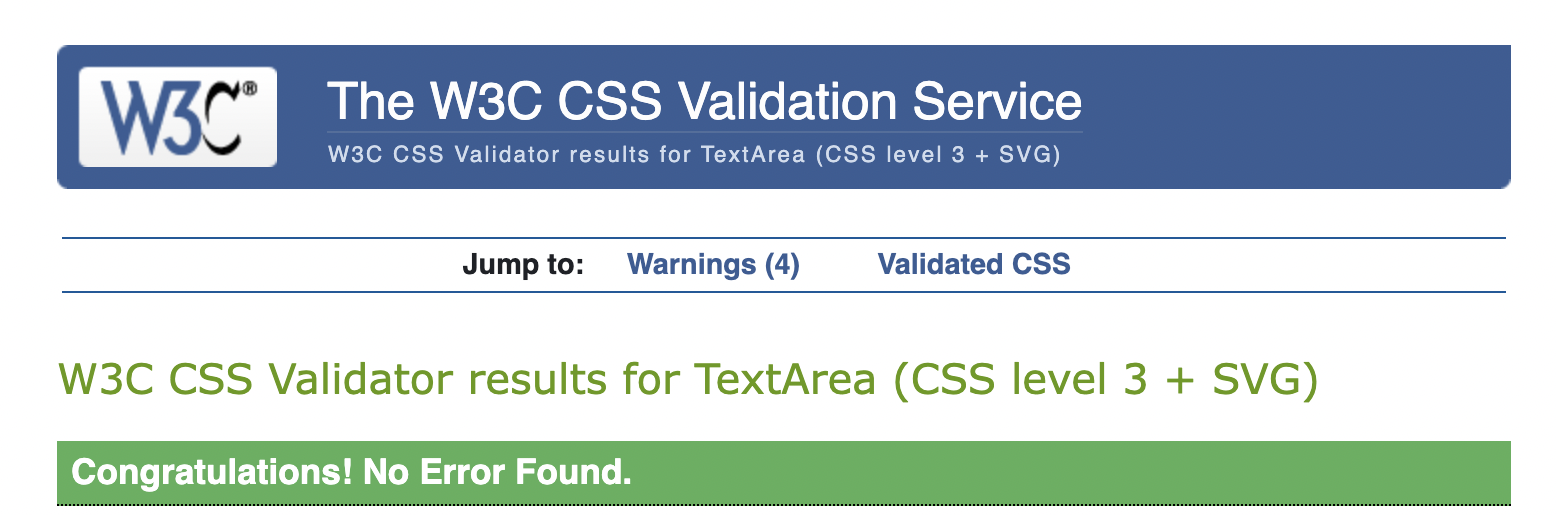 W3C®
The W3C CSS Validation Service
W3C CSS Validator results for TextArea (CSS level 3 + SVG)
Jump to: Warnings (4) Validated CSS
W3C CSS Validator results for TextArea (CSS level 3 + SVG)
Congratulations! No Error Found.